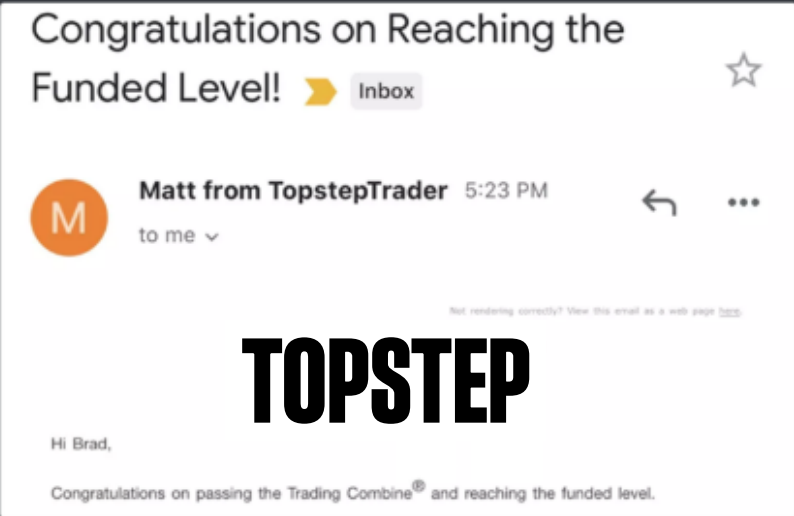 Congratulations on Reaching the
Funded Level! Inbox
M
Matt from TopstepTrader 5:23 PM
to me
Not rendering correctly? View this email as a web page here.
TOPSTEP
Hi Brad,
Congratulations on passing the Trading Combine® and reaching the funded level.